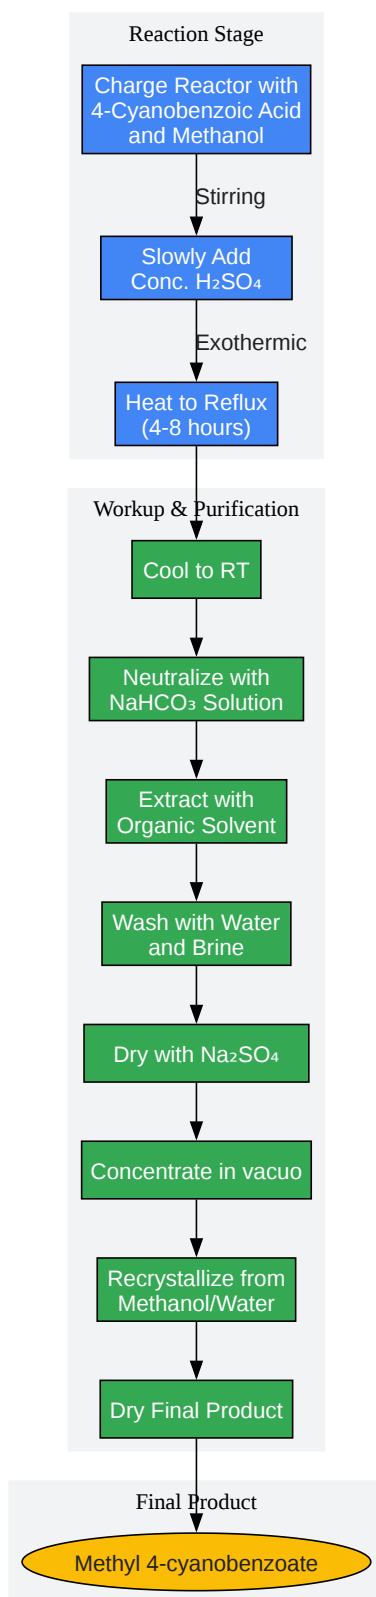 Reaction Stage
Charge Reactor with
4-Cyanobenzoic Acid
and Methanol
Stirring
Slowly Add
Conc. H₂SO₄
Exothermic
Heat to Reflux
(4-8 hours)
Workup & Purification
Cool to RT
Neutralize with
NaHCO₃ Solution
Extract with
Organic Solvent
Wash with Water
and Brine
Dry with Na₂SO₄
Concentrate in vacuo
Recrystallize from
Methanol/Water
Dry Final Product
Final Product
Methyl 4-cyanobenzoate